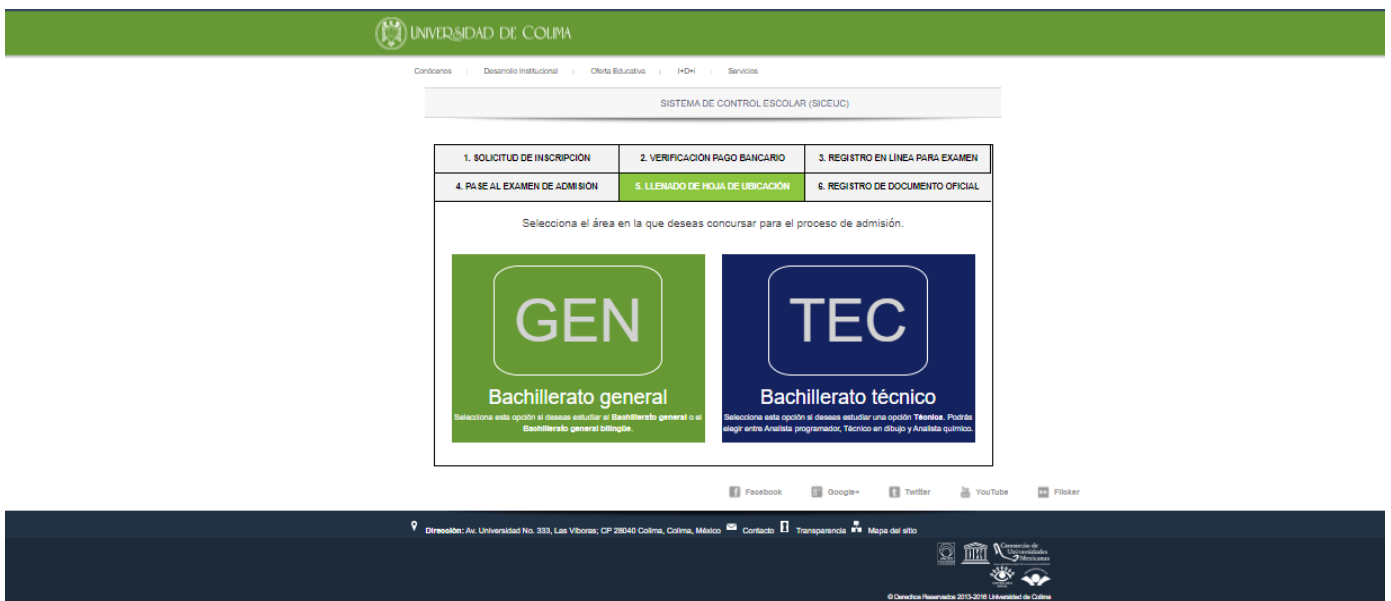 UNIVERSIDAD DE COLIMA
Conócenos | Desarrollo Institucional | Oferta Educativa | I+D+i | Servicios
SISTEMA DE CONTROL ESCOLAR (SICEUC)
1. SOLICITUD DE INSCRIPCIÓN 2. VERIFICACIÓN PAGO BANCARIO 3. REGISTRO EN LÍNEA PARA EXAMEN
4. PASE AL EXAMEN DE ADMISIÓN 5. LLENADO DE HOJA DE UBICACIÓN 6. REGISTRO DE DOCUMENTO OFICIAL
Selecciona el área en la que deseas concursar para el proceso de admisión.
GEN
Bachillerato general
Selecciona esta opción si deseas estudiar el Bachillerato general o el
Bachillerato general bilingüe.
TEC
Bachillerato técnico
Selecciona esta opción si deseas estudiar una opción Técnica. Podrás
elegir entre Analista programador, Técnico en dibujo y Analista químico.
Facebook Google+ Twitter YouTube Flicker
Dirección: Av. Universidad No. 333, Las Víboras; CP 28040 Colima, Colima, México Contacto Transparencia Mapa del sitio
Consorcio de
Universidades
Mexicanas
© Derechos Reservados 2013-2016 Universidad de Colima